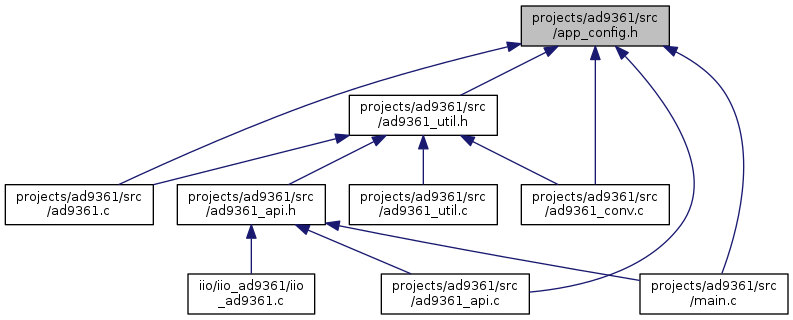 projects/ad9361/src
/app_config.h
projects/ad9361/src
/ad9361_util.h
projects/ad9361/src
/ad9361.c
projects/ad9361/src
/ad9361_api.h
projects/ad9361/src
/ad9361_util.c
projects/ad9361/src
/ad9361_conv.c
iio/iio_ad9361/iio
_ad9361.c
projects/ad9361/src
/ad9361_api.c
projects/ad9361/src
/main.c